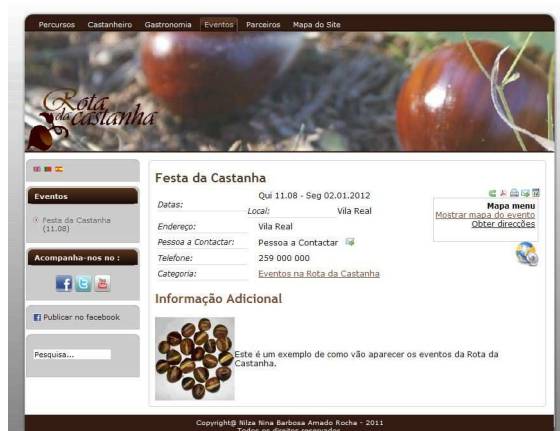 Percursos Castanheiro Gastronomia Eventos Parceiros Mapa do Site
Rota
da castanha
Eventos
Festa da Castanha
(11.08)
Acompanha-nos no :
Publicar no facebook
Pesquisa...
Festa da Castanha
Datas: Qui 11.08 - Seg 02.01.2012
Local: Vila Real
Endereço: Vila Real
Pessoa a Contactar: Pessoa a Contactar
Telefone: 259 000 000
Categoria: Eventos na Rota da Castanha
Mapa menu
Mostrar mapa do evento
Obter direcções
Informação Adicional
Este é um exemplo de como vão aparecer os eventos da Rota da
Castanha.
Copyright@ Nilza Nina Barbosa Amado Rocha - 2011
Todos os direitos reservados